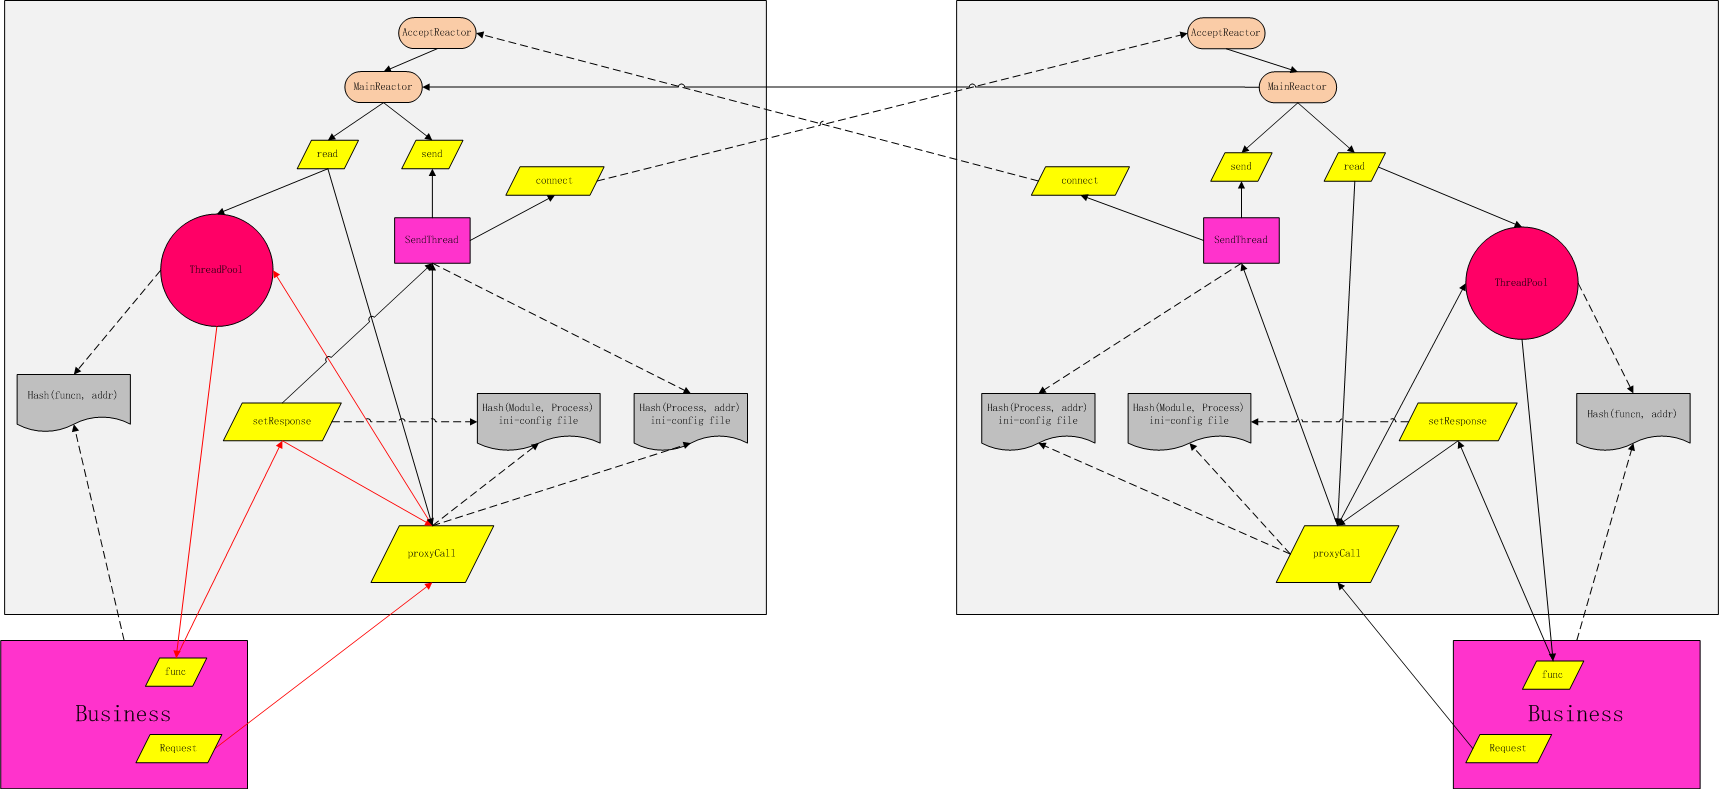 AcceptReactor
MainReactor
read
send
connect
SendThread
ThreadPool
Hash(funcn, addr)
setResponse
Hash(Module, Process)
ini-config file
Hash(Process, addr)
ini-config file
proxyCall
func
Business
Request
AcceptReactor
MainReactor
connect
send
read
SendThread
ThreadPool
Hash(Process, addr)
ini-config file
Hash(Module, Process)
ini-config file
setResponse
Hash(funcn, addr)
proxyCall
func
Business
Request